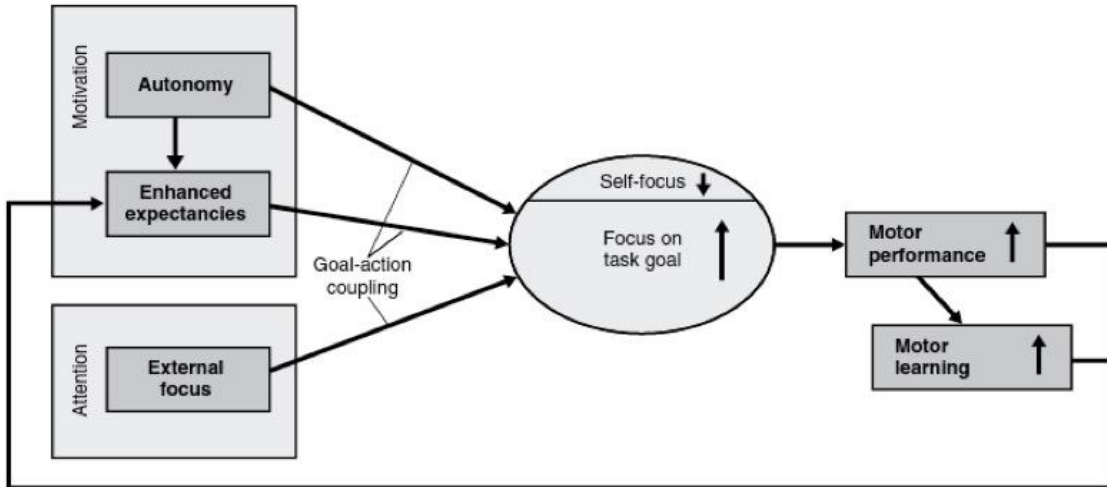 Motivation
Autonomy
Enhanced
expectancies
Goal-action
coupling
Attention
External
focus
Self-focus
Focus on
task goal
Motor
performance
Motor
learning